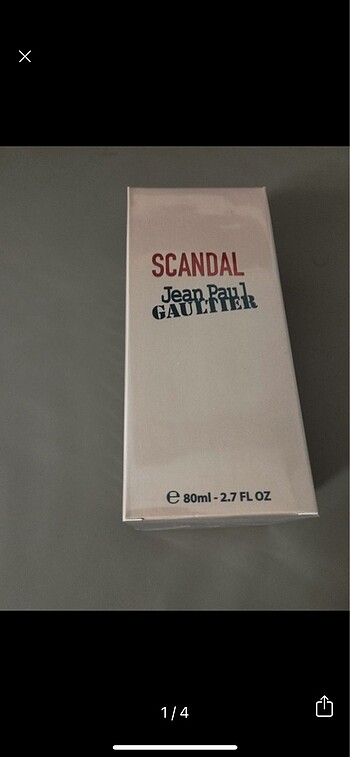 SCANDAL
Jean Paul
GAULTIER
℮ 80ml - 2.7 FL OZ
1 / 4